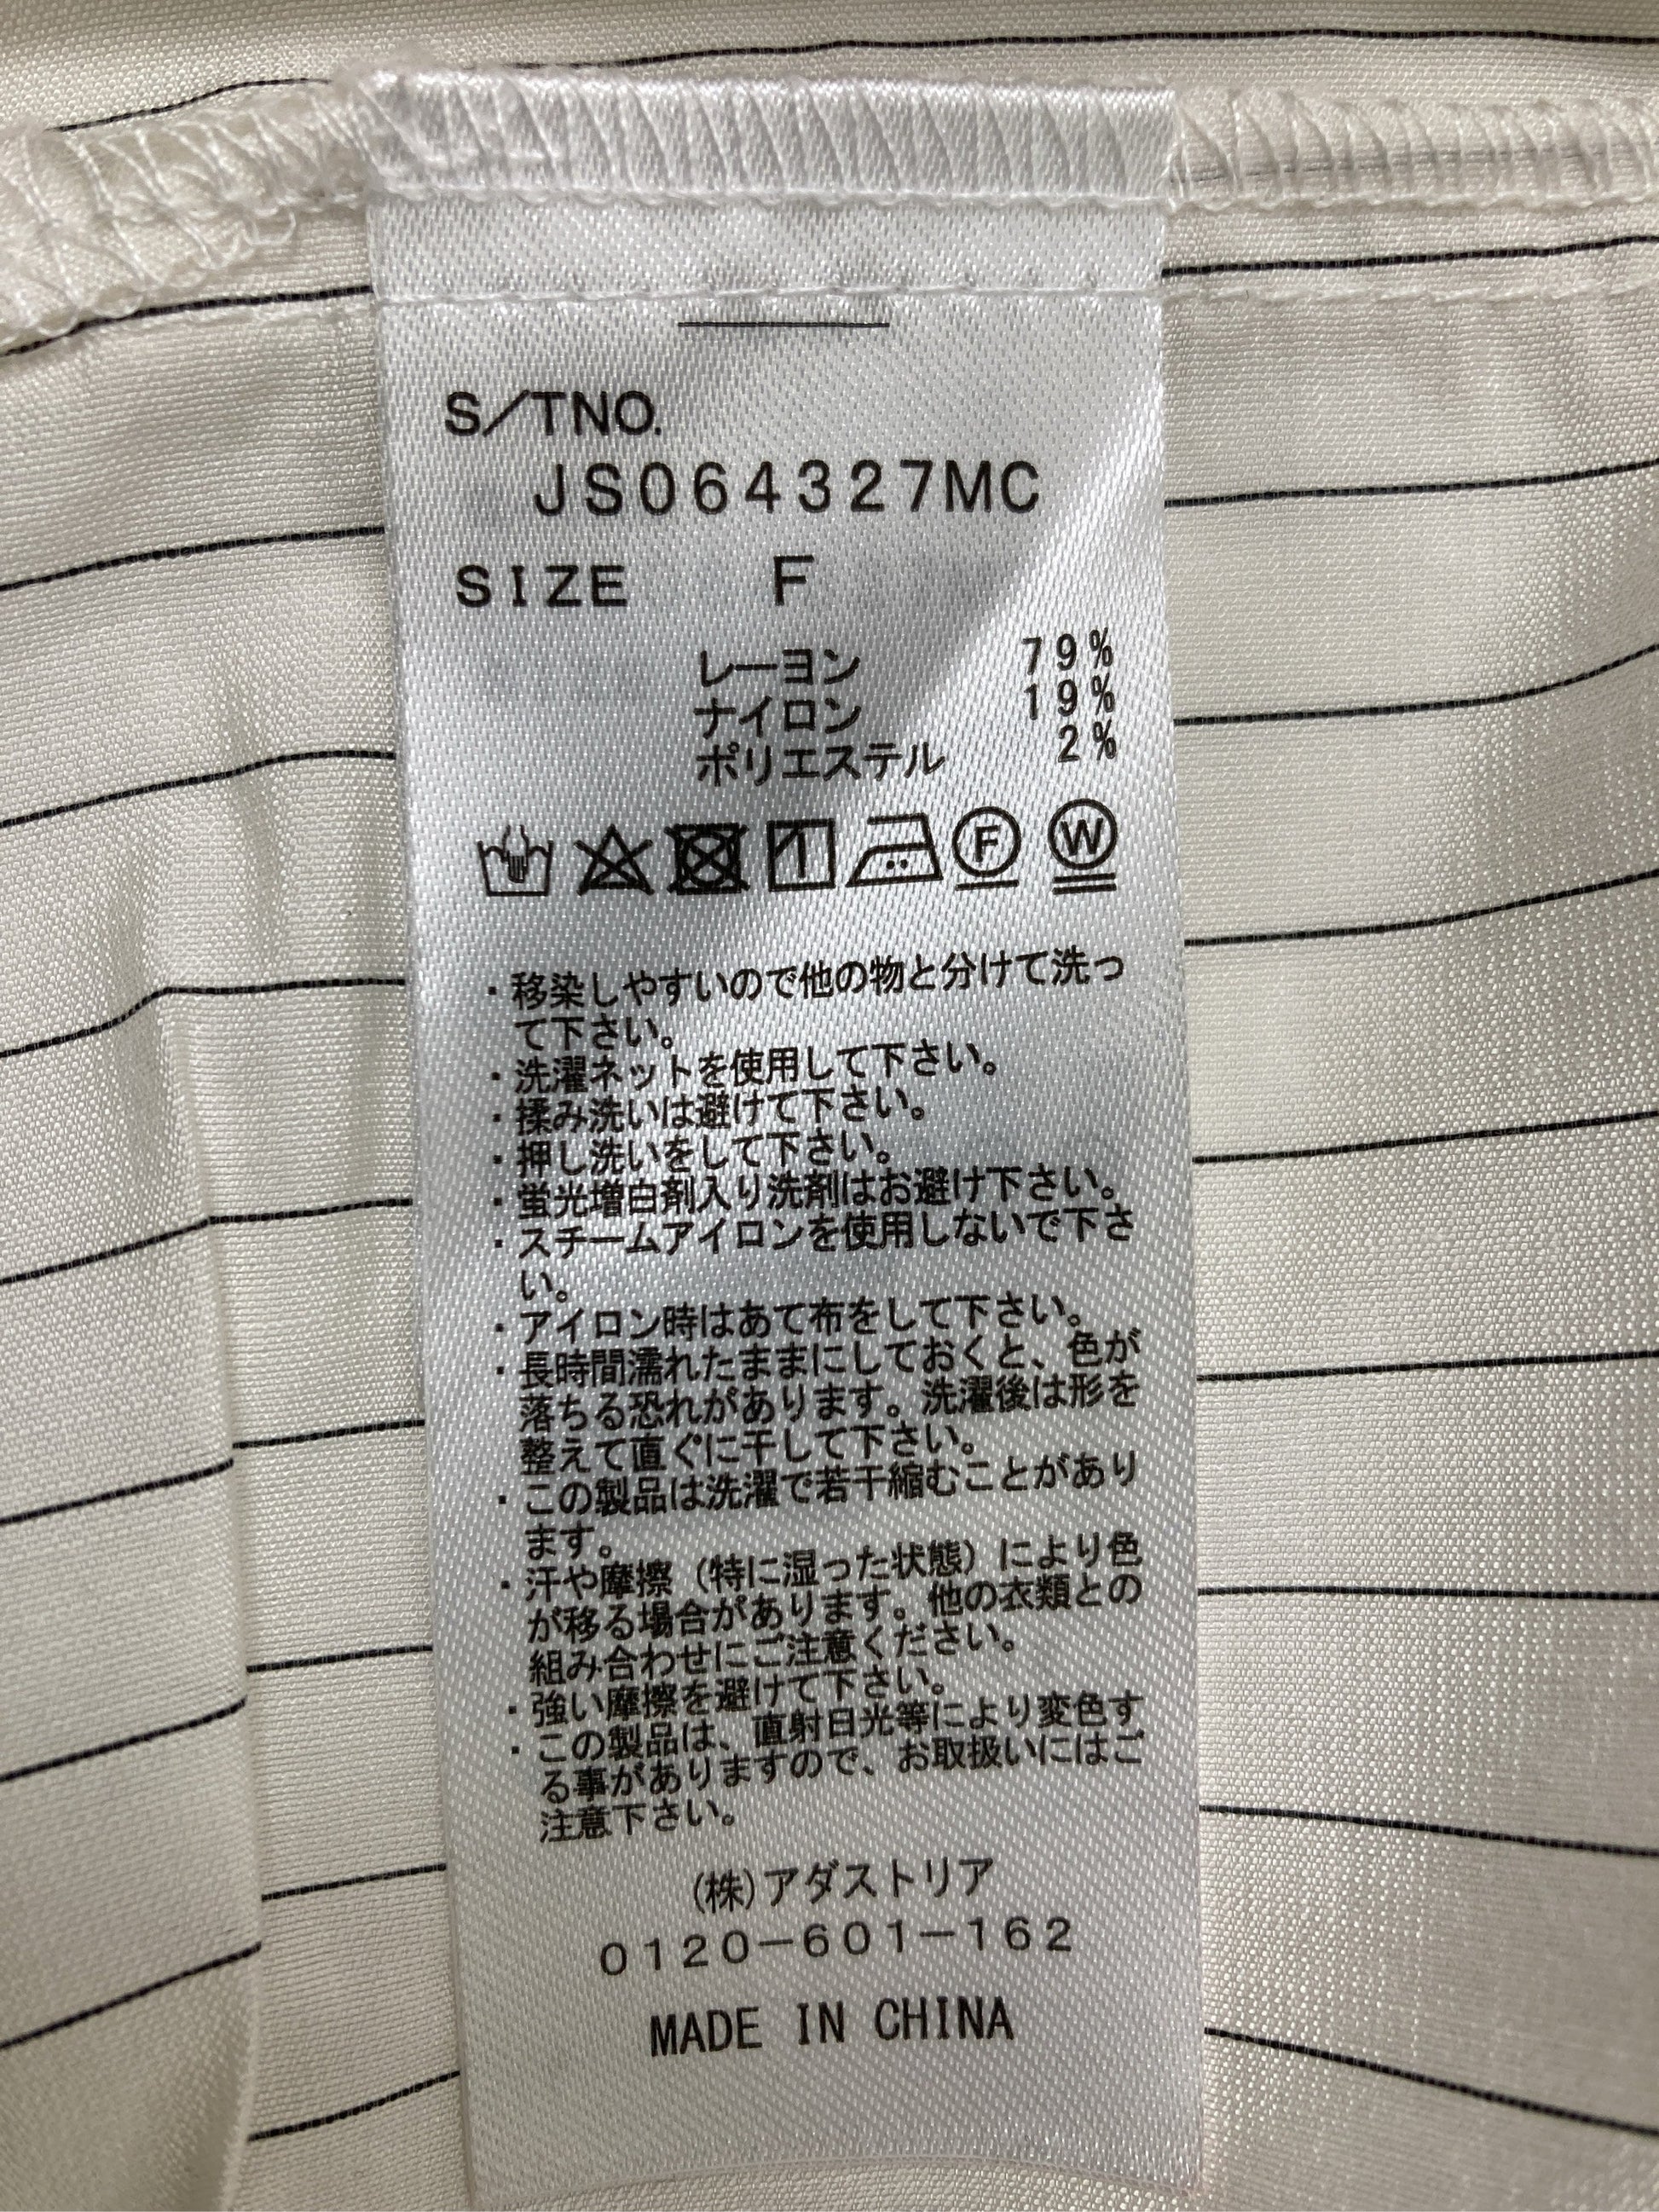 S/TNO.
JS064327MC
SIZE F
レーヨン 79%
ナイロン 19%
ポリエステル 2%
F W
・移染しやすいので他の物と分けて洗っ
て下さい。
・洗濯ネットを使用して下さい。
・揉み洗いは避けて下さい。
・押し洗いをして下さい。
・蛍光増白剤入り洗剤はお避け下さい。
・スチームアイロンを使用しないで下さ
い。
・アイロン時はあて布をして下さい。
・長時間濡れたままにしておくと、色が
落ちる恐れがあります。洗濯後は形を
整えて直ぐに干して下さい。
・この製品は洗濯で若干縮むことがあり
ます。
・汗や摩擦（特に湿った状態）により色
が移る場合があります。他の衣類との
組み合わせにご注意ください。
・強い摩擦を避けて下さい。
・この製品は、直射日光等により変色す
る事がありますので、お取扱いにはご
注意下さい。
(株)アダストリア
0120-601-162
MADE IN CHINA